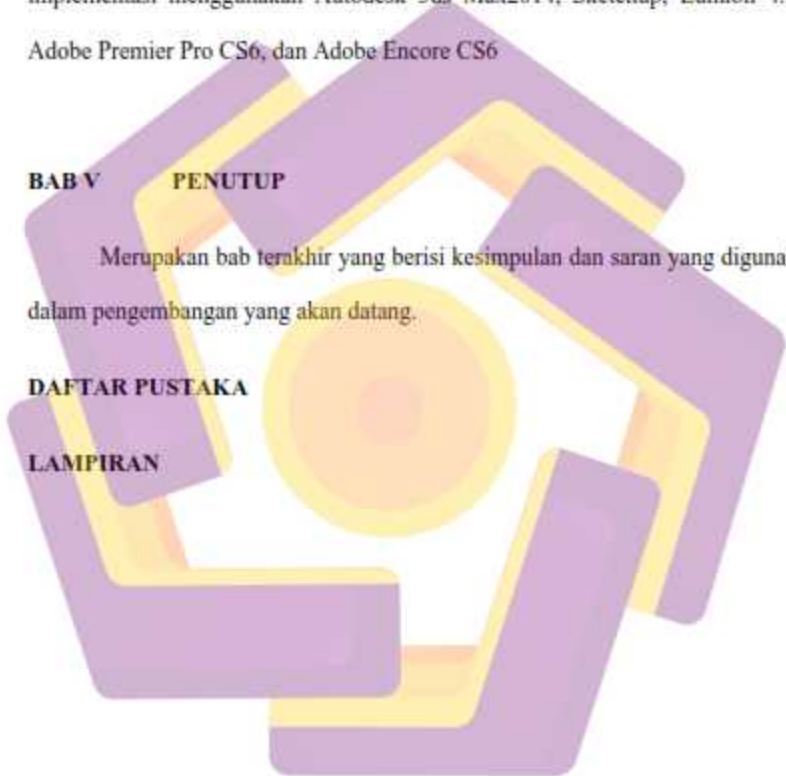 Adobe Premier Pro CS6, dan Adobe Encore CS6
BAB V PENUTUP
Merupakan bab terakhir yang berisi kesimpulan dan saran yang diguna
dalam pengembangan yang akan datang.
DAFTAR PUSTAKA
LAMPIRAN